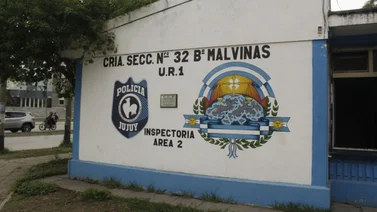 CRIA. SECC. Nº 32 Bº MALVINAS
U.R.1
POLICIA
JUJUY
INSPECTORIA
AREA 2